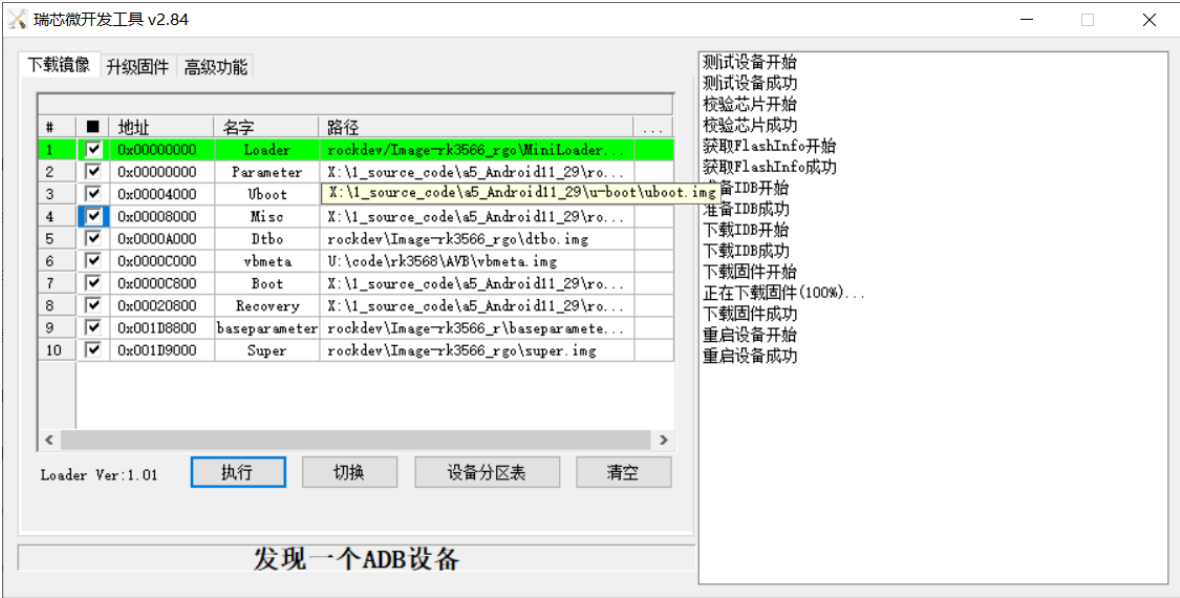 瑞芯微开发工具 v2.84
下载镜像 升级固件 高级功能
# 地址 名字 路径 ...
1 0x00000000 Loader rockdev/Image-rk3566_rgo\MiniLoader...
2 0x00000000 Parameter X:\1_source_code\a5_Android11_29\ro...
3 0x00004000 Uboot X:\1_source_code\a5_Android11_29\u-boot\uboot.img
4 0x00008000 Misc X:\1_source_code\a5_Android11_29\ro...
5 0x0000A000 Dtbo rockdev\Image-rk3566_rgo\dtbo.img
6 0x0000C000 vbmeta U:\code\rk3568\AVB\vbmeta.img
7 0x0000C800 Boot X:\1_source_code\a5_Android11_29\ro...
8 0x00020800 Recovery X:\1_source_code\a5_Android11_29\ro...
9 0x001D8800 baseparameter rockdev\Image-rk3566_r\baseparamete...
10 0x001D9000 Super rockdev\Image-rk3566_rgo\super.img
Loader Ver:1.01 执行 切换 设备分区表 清空
发现一个ADB设备
测试设备开始
测试设备成功
校验芯片开始
校验芯片成功
获取FlashInfo开始
获取FlashInfo成功
准备IDB开始
准备IDB成功
下载IDB开始
下载IDB成功
下载固件开始
正在下载固件(100%)...
下载固件成功
重启设备开始
重启设备成功